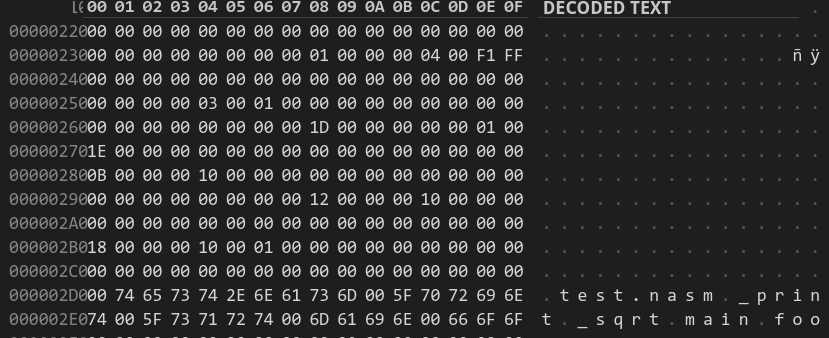 00 01 02 03 04 05 06 07 08 09 0A 0B 0C 0D 0E 0F DECODED TEXT
00000220 00 00 00 00 00 00 00 00 00 00 00 00 00 00 00 00 . . . . . . . . . . . . . . . .
00000230 00 00 00 00 00 00 00 00 01 00 00 00 04 00 F1 FF . . . . . . . . . . . . . . ñ ÿ
00000240 00 00 00 00 00 00 00 00 00 00 00 00 00 00 00 00 . . . . . . . . . . . . . . . .
00000250 00 00 00 00 03 00 01 00 00 00 00 00 00 00 00 00 . . . . . . . . . . . . . . . .
00000260 00 00 00 00 00 00 00 00 1D 00 00 00 00 00 01 00 . . . . . . . . . . . . . . . .
00000270 1E 00 00 00 00 00 00 00 00 00 00 00 00 00 00 00 . . . . . . . . . . . . . . . .
00000280 0B 00 00 00 10 00 00 00 00 00 00 00 00 00 00 00 . . . . . . . . . . . . . . . .
00000290 00 00 00 00 00 00 00 00 12 00 00 00 10 00 00 00 . . . . . . . . . . . . . . . .
000002A0 00 00 00 00 00 00 00 00 00 00 00 00 00 00 00 00 . . . . . . . . . . . . . . . .
000002B0 18 00 00 00 10 00 01 00 00 00 00 00 00 00 00 00 . . . . . . . . . . . . . . . .
000002C0 00 00 00 00 00 00 00 00 00 00 00 00 00 00 00 00 . . . . . . . . . . . . . . . .
000002D0 00 74 65 73 74 2E 6E 61 73 6D 00 5F 70 72 69 6E . t e s t . n a s m . _ p r i n
000002E0 74 00 5F 73 71 72 74 00 6D 61 69 6E 00 66 6F 6F t . _ s q r t . m a i n . f o o